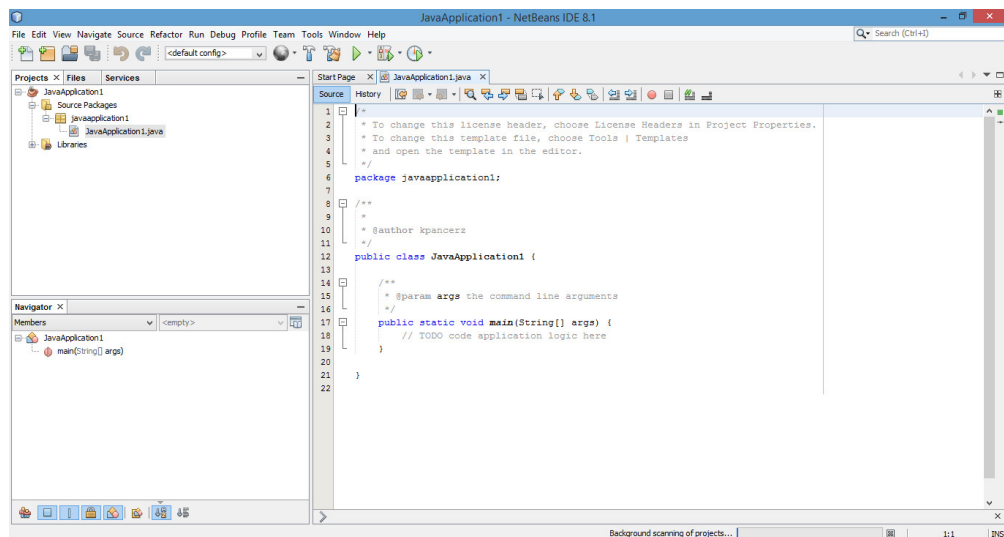 JavaApplication1 - NetBeans IDE 8.1
File Edit View Navigate Source Refactor Run Debug Profile Team Tools Window Help
Search (Ctrl+I)
<default config>
Projects Files Services
JavaApplication1
Source Packages
javaapplication1
JavaApplication1.java
Libraries
Navigator
Members <empty>
JavaApplication1
main(String[] args)
Start Page JavaApplication1.java
Source History
1 /*
2 * To change this license header, choose License Headers in Project Properties.
3 * To change this template file, choose Tools | Templates
4 * and open the template in the editor.
5 */
6 package javaapplication1;
7
8 /**
9 *
10 * @author kpancerz
11 */
12 public class JavaApplication1 {
13
14 /**
15 * @param args the command line arguments
16 */
17 public static void main(String[] args) {
18 // TODO code application logic here
19 }
20
21 }
22
Background scanning of projects... 1:1 INS